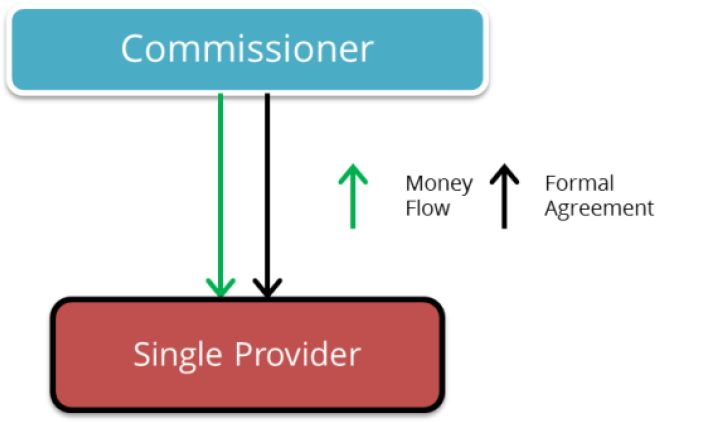 Commissioner
Money
Flow
Formal
Agreement
Single Provider